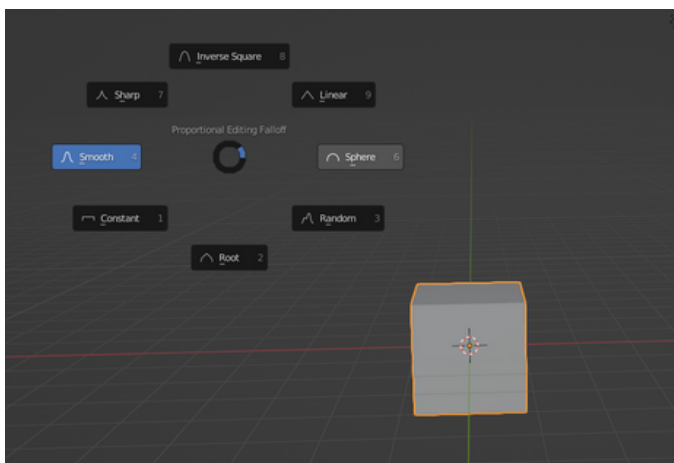 Inverse Square 8
Sharp 7
Linear 9
Proportional Editing Falloff
Smooth 4
Sphere 6
Constant 1
Random 3
Root 2